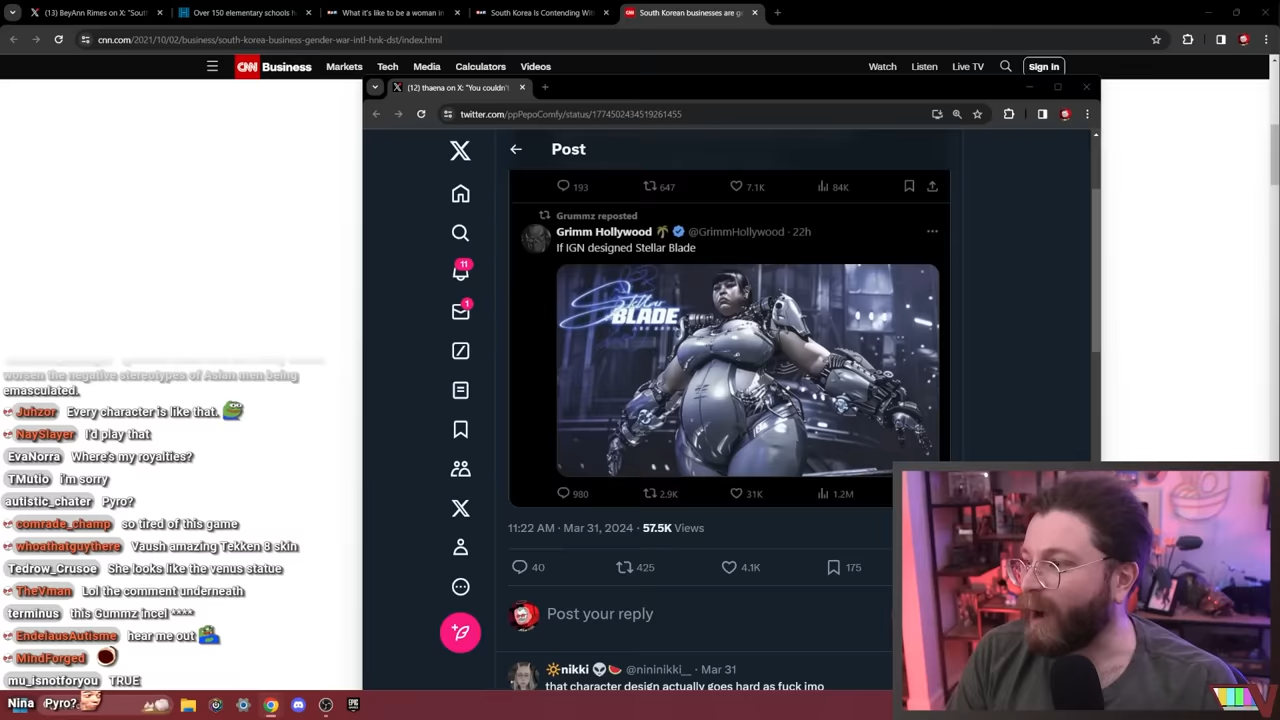 (13) BeyAnn Rimes on X: "Sout
Over 150 elementary schools h
What it's like to be a woman in
South Korea Is Contending Wit
South Korean businesses are g
cnn.com/2021/10/02/business/south-korea-business-gender-war-intl-hnk-dst/index.html
CNN Business Markets Tech Media Calculators Videos
Watch Listen Live TV Sign in
(12) thaena on X: "You couldn't
twitter.com/ppPepoComfy/status/1774502434519261455
Post
193 647 7.1K 84K
Grummz reposted
Grimm Hollywood @GrimmHollywood · 22h
If IGN designed Stellar Blade
Stellar
BLADE
980 2.9K 31K 1.2M
11:22 AM · Mar 31, 2024 · 57.5K Views
40 425 4.1K 175
Post your reply
nikki @nininikki__ · Mar 31
that character design actually goes hard as fuck imo
11
1
worsen the negative stereotypes of Asian men being
emasculated.
Juhzor Every character is like that.
NaySlayer I'd play that
EvaNorra Where's my royalties?
TMutio i'm sorry
autistic_chater Pyro?
comrade_champ so tired of this game
whoathatguythere Vaush amazing Tekken 8 skin
Tedrow_Crusoe She looks like the venus statue
TheVman Lol the comment underneath
terminus this Gummz incel ****
EndelausAutisme hear me out
MindForged
mu_isnotforyou TRUE
Nina Pyro?
EPIC